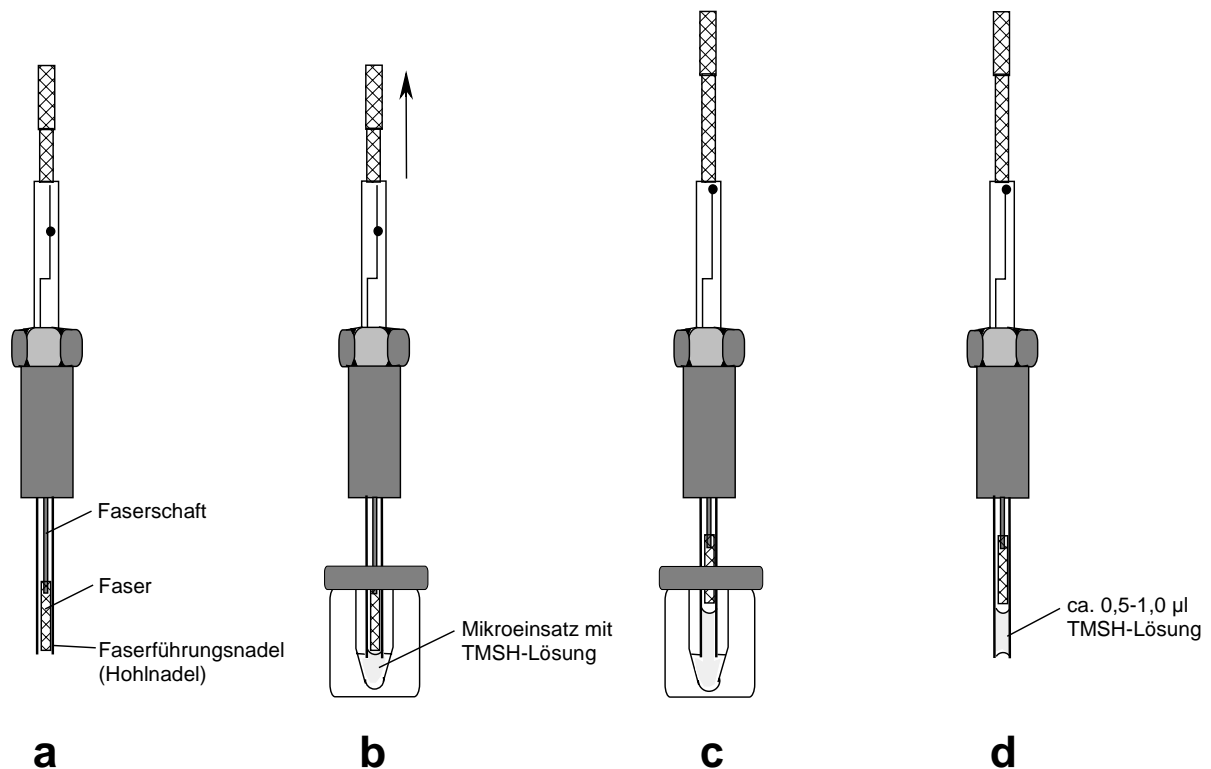 Faserschaft
Faser
Faserführungsnadel
(Hohlnadel)
Mikroeinsatz mit
TMSH-Lösung
ca. 0,5-1,0 µl
TMSH-Lösung
a
b
c
d